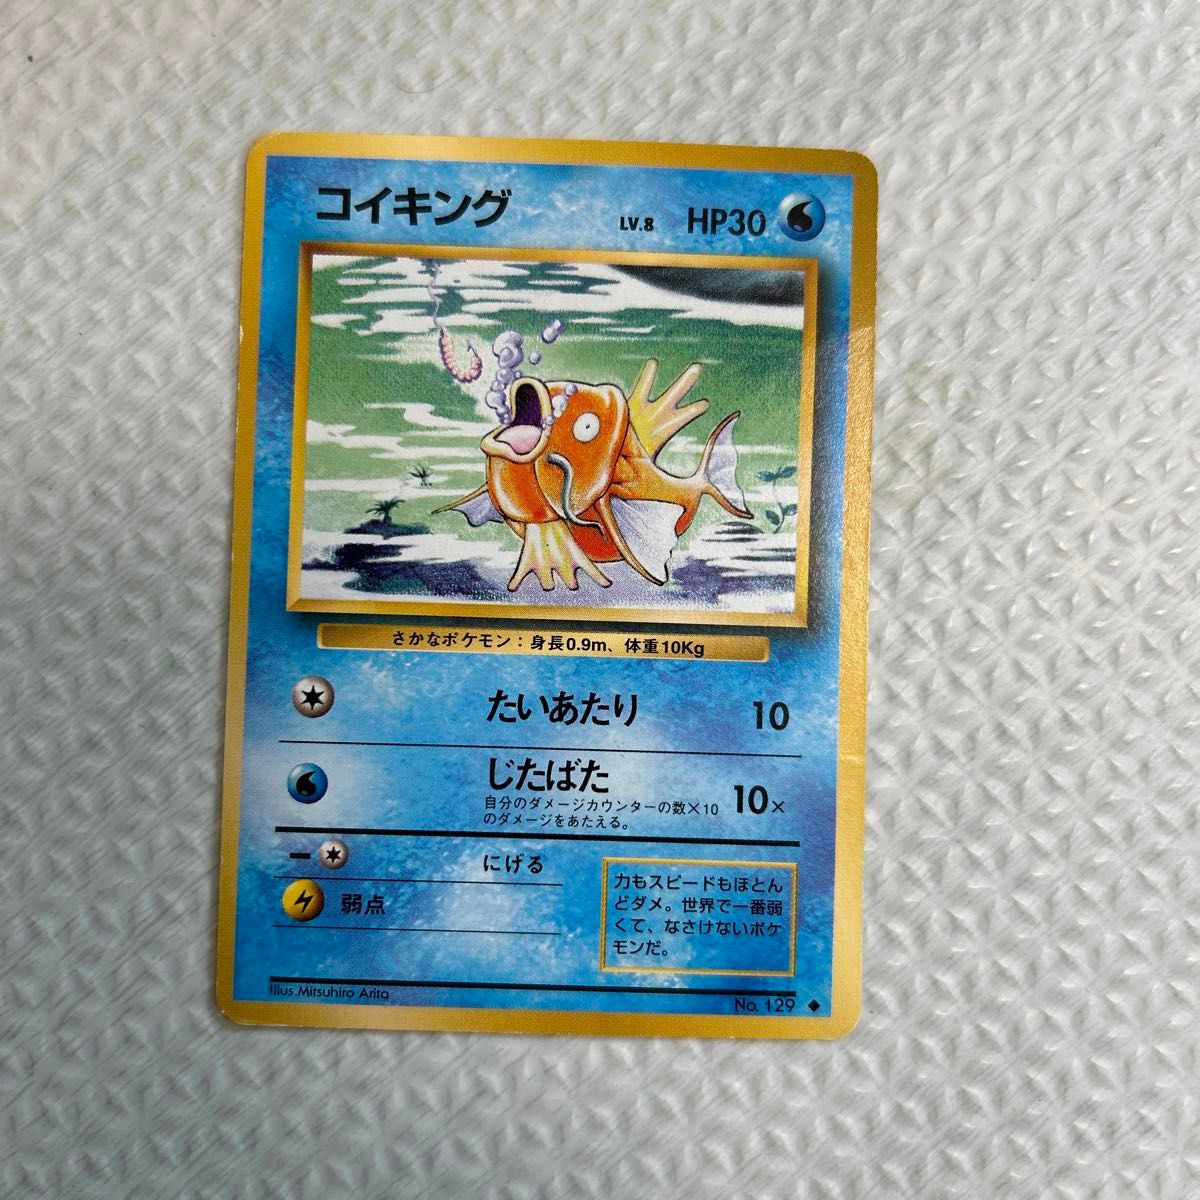 コイキング LV.8 HP30
さかなポケモン：身長0.9m、体重10Kg
たいあたり 10
じたばた 10×
自分のダメージカウンターの数×10
のダメージをあたえる。
にげる
弱点
力もスピードもほとん
どダメ。世界で一番弱
くて、なさけないポケ
モンだ。
Illus.Mitsuhiro Arita
No. 129